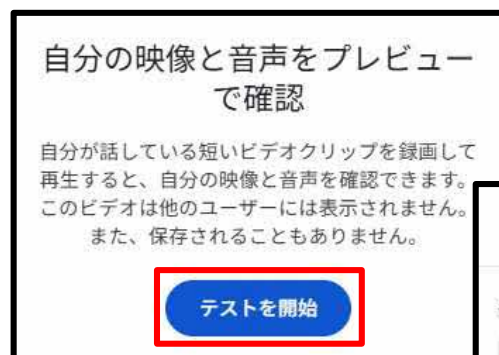 自分の映像と音声をプレビュー
で確認
自分が話している短いビデオクリップを録画して
再生すると、自分の映像と音声を確認できます。
このビデオは他のユーザーには表示されません。
また、保存されることもありません。
テストを開始